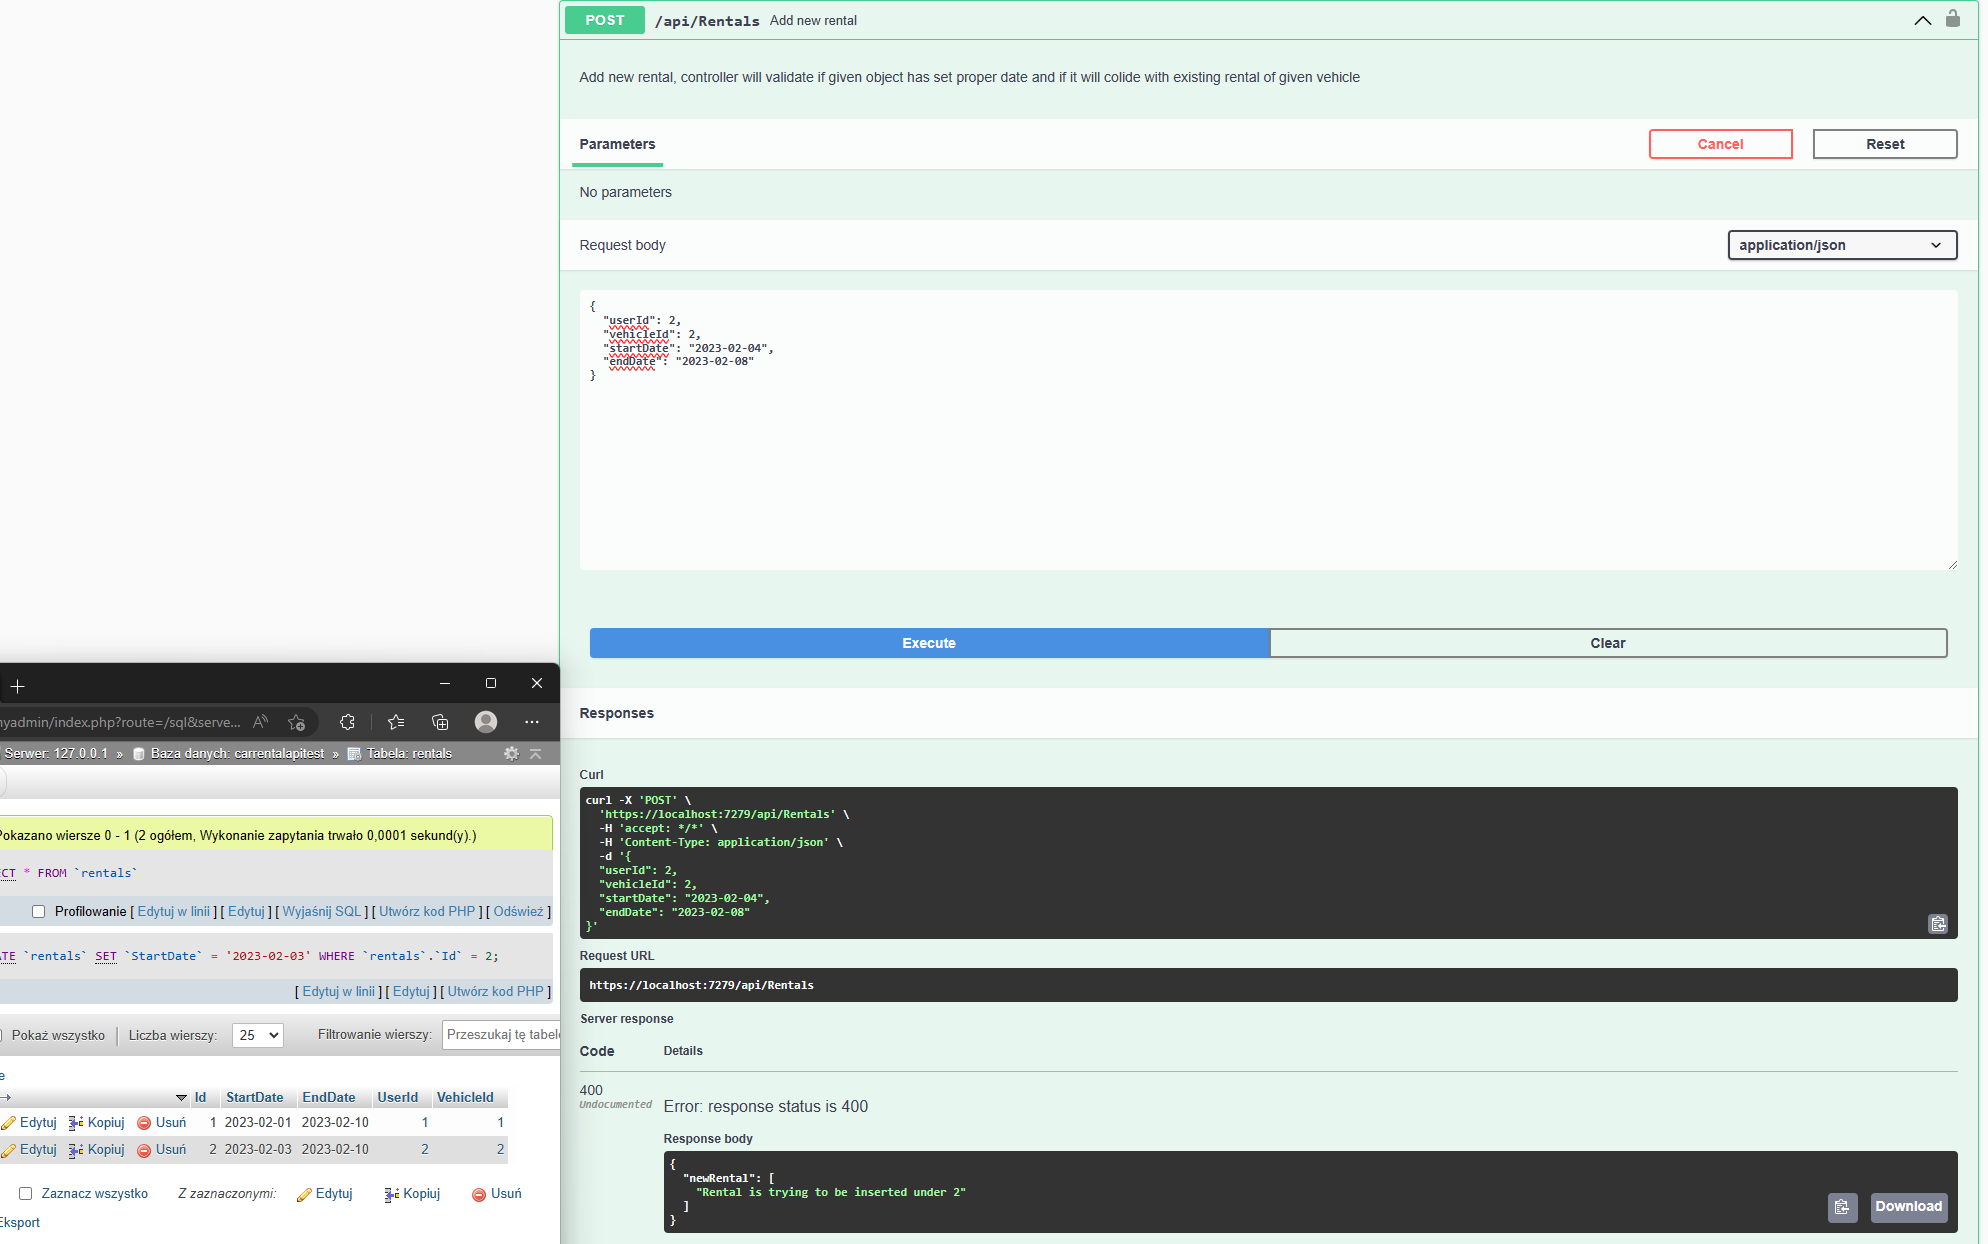 POST /api/Rentals Add new rental
Add new rental, controller will validate if given object has set proper date and if it will colide with existing rental of given vehicle
Parameters
Cancel
Reset
No parameters
Request body
application/json
{
"userId": 2,
"vehicleId": 2,
"startDate": "2023-02-04",
"endDate": "2023-02-08"
}
Execute
Clear
Responses
Curl
curl -X 'POST' \
'https://localhost:7279/api/Rentals' \
-H 'accept: */*' \
-H 'Content-Type: application/json' \
-d '{
"userId": 2,
"vehicleId": 2,
"startDate": "2023-02-04",
"endDate": "2023-02-08"
}'
Request URL
https://localhost:7279/api/Rentals
Server response
Code Details
400
Undocumented
Error: response status is 400
Response body
{
"newRental": [
"Rental is trying to be inserted under 2"
]
}
Download
nyadmin/index.php?route=/sql&serve...
Serwer: 127.0.0.1 » Baza danych: carrentalapitest » Tabela: rentals
Pokazano wiersze 0 - 1 (2 ogółem, Wykonanie zapytania trwało 0,0001 sekund(y).)
CT * FROM `rentals`
Profilowanie [ Edytuj w linii ] [ Edytuj ] [ Wyjaśnij SQL ] [ Utwórz kod PHP ] [ Odśwież ]
ATE `rentals` SET `StartDate` = '2023-02-03' WHERE `rentals`.`Id` = 2;
[ Edytuj w linii ] [ Edytuj ] [ Utwórz kod PHP ]
Pokaż wszystko | Liczba wierszy: 25 Filtrowanie wierszy: Przeszukaj tę tabel
e
Id StartDate EndDate UserId VehicleId
Edytuj Kopiuj Usuń 1 2023-02-01 2023-02-10 1 1
Edytuj Kopiuj Usuń 2 2023-02-03 2023-02-10 2 2
Zaznacz wszystko Z zaznaczonymi: Edytuj Kopiuj Usuń
Eksport